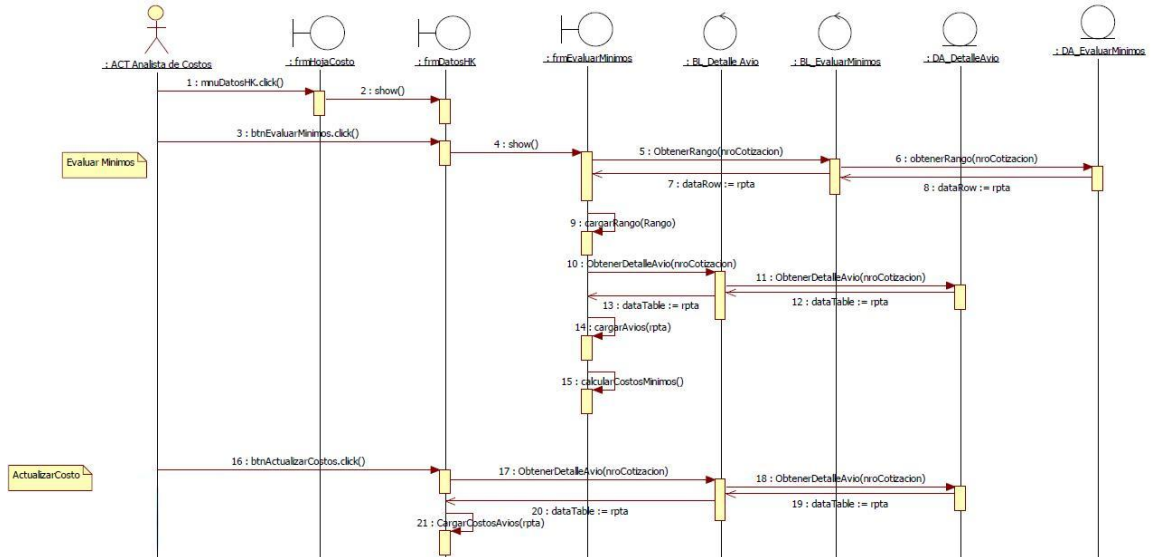 : ACT Analista de Costos
: frmHojaCosto
: frmDatosHK
: frmEvaluarMinimos
: BL_Detalle Avio
: BL_EvaluarMinimos
: DA_DetalleAvio
: DA_EvaluarMinimos
1 : mnuDatosHK.click()
2 : show()
3 : btnEvaluarMinimos.click()
4 : show()
Evaluar Minimos
5 : ObtenerRango(nroCotizacion)
6 : obtenerRango(nroCotizacion)
7 : dataRow := rpta
8 : dataRow := rpta
9 : cargarRango(Rango)
10 : ObtenerDetalleAvio(nroCotizacion)
11 : ObtenerDetalleAvio(nroCotizacion)
12 : dataTable := rpta
13 : dataTable := rpta
14 : cargarAvios(rpta)
15 : calcularCostosMinimos()
16 : btnActualizarCostos.click()
ActualizarCosto
17 : ObtenerDetalleAvio(nroCotizacion)
18 : ObtenerDetalleAvio(nroCotizacion)
19 : dataTable := rpta
20 : dataTable := rpta
21 : CargarCostosAvios(rpta)